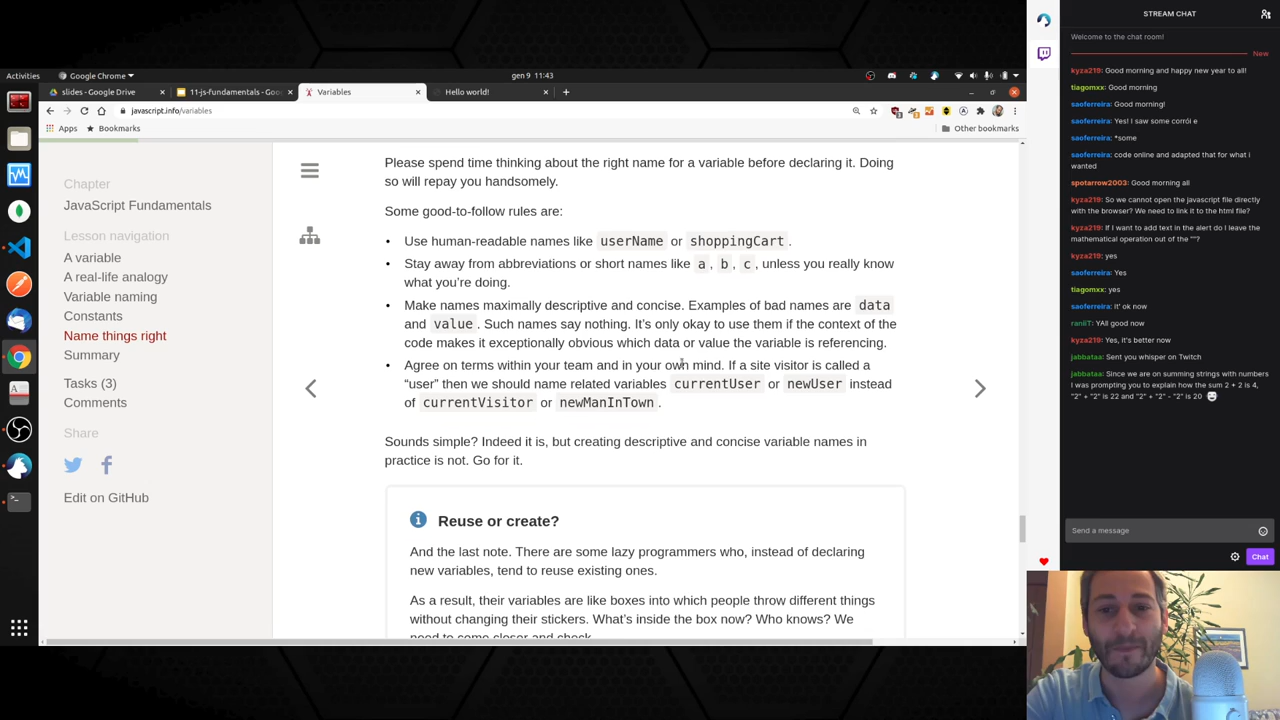 STREAM CHAT
Welcome to the chat room!
New
kyza219: Good morning and happy new year to all!
tiagomxx: Good morning
saoferreira: Good morning!
saoferreira: Yes! I saw some corrói e
saoferreira: *some
saoferreira: code online and adapted that for what i
wanted
spotarrow2003: Good morning all
kyza219: So we cannot open the javascript file directly
with the browser? We need to link it to the html file?
kyza219: If I want to add text in the alert do I leave the
mathematical operation out of the ""?
kyza219: yes
saoferreira: Yes
tiagomxx: yes
saoferreira: it' ok now
raniiT: YAll good now
kyza219: Yes, it's better now
jabbataa: Sent you whisper on Twitch
jabbataa: Since we are on summing strings with numbers
I was prompting you to explain how the sum 2 + 2 is 4,
"2" + "2" is 22 and "2" + "2" - "2" is 20
Send a message
Chat
Activities
Google Chrome
gen 9 11:43
slides - Google Drive
11-js-fundamentals - Goo
Variables
Hello world!
javascript.info/variables
Apps
Bookmarks
Other bookmarks
Chapter
JavaScript Fundamentals
Lesson navigation
A variable
A real-life analogy
Variable naming
Constants
Name things right
Summary
Tasks (3)
Comments
Share
Edit on GitHub
Please spend time thinking about the right name for a variable before declaring it. Doing
so will repay you handsomely.
Some good-to-follow rules are:
• Use human-readable names like userName or shoppingCart.
• Stay away from abbreviations or short names like a, b, c, unless you really know
what you're doing.
• Make names maximally descriptive and concise. Examples of bad names are data
and value. Such names say nothing. It's only okay to use them if the context of the
code makes it exceptionally obvious which data or value the variable is referencing.
• Agree on terms within your team and in your own mind. If a site visitor is called a
"user" then we should name related variables currentUser or newUser instead
of currentVisitor or newManInTown.
Sounds simple? Indeed it is, but creating descriptive and concise variable names in
practice is not. Go for it.
Reuse or create?
And the last note. There are some lazy programmers who, instead of declaring
new variables, tend to reuse existing ones.
As a result, their variables are like boxes into which people throw different things
without changing their stickers. What's inside the box now? Who knows? We
need to come closer and check.